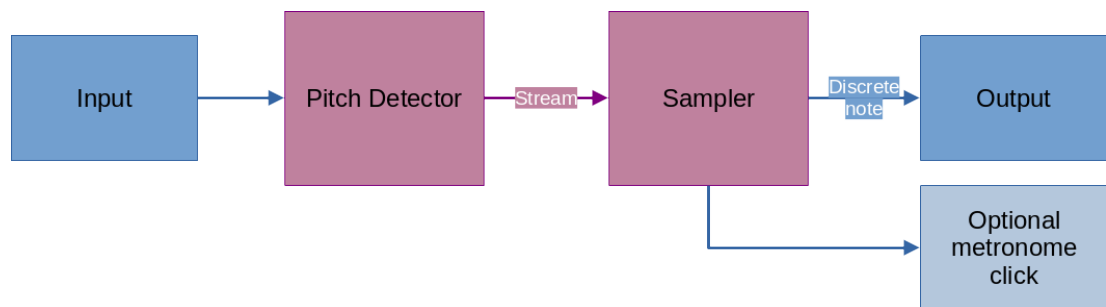 Input
Pitch Detector
Stream
Sampler
Discrete
note
Output
Optional
metronome
click